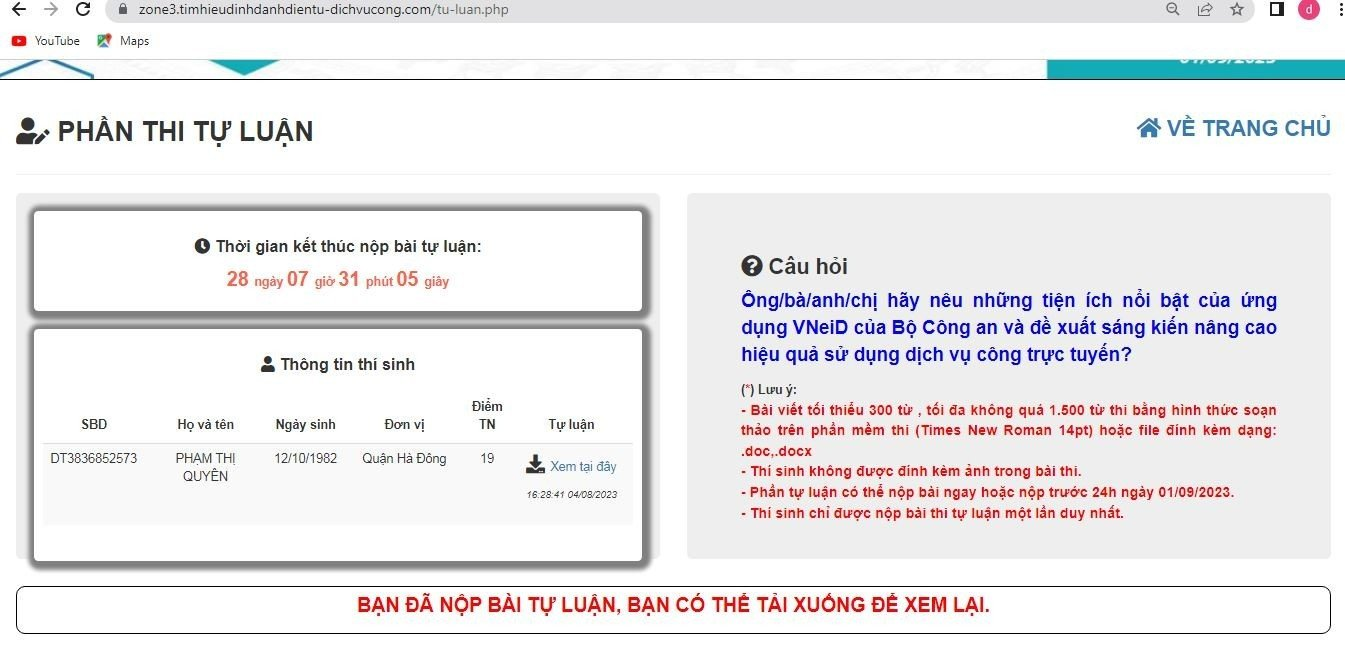 zone3.timhieudinhdanhdientu-dichvucong.com/tu-luan.php
d
YouTube
Maps
01/09/2023
PHẦN THI TỰ LUẬN
VỀ TRANG CHỦ
Thời gian kết thúc nộp bài tự luận:
28 ngày 07 giờ 31 phút 05 giây
Thông tin thí sinh
SBD Họ và tên Ngày sinh Đơn vị Điểm TN Tự luận
DT3836852573 PHẠM THỊ QUYÊN 12/10/1982 Quận Hà Đông 19 Xem tại đây
16:28:41 04/08/2023
Câu hỏi
Ông/bà/anh/chị hãy nêu những tiện ích nổi bật của ứng
dụng VNeiD của Bộ Công an và đề xuất sáng kiến nâng cao
hiệu quả sử dụng dịch vụ công trực tuyến?
(*) Lưu ý:
- Bài viết tối thiểu 300 từ , tối đa không quá 1.500 từ thi bằng hình thức soạn
thảo trên phần mềm thi (Times New Roman 14pt) hoặc file đính kèm dạng:
.doc,.docx
- Thí sinh không được đính kèm ảnh trong bài thi.
- Phần tự luận có thể nộp bài ngay hoặc nộp trước 24h ngày 01/09/2023.
- Thí sinh chỉ được nộp bài thi tự luận một lần duy nhất.
BẠN ĐÃ NỘP BÀI TỰ LUẬN, BẠN CÓ THỂ TẢI XUỐNG ĐỂ XEM LẠI.